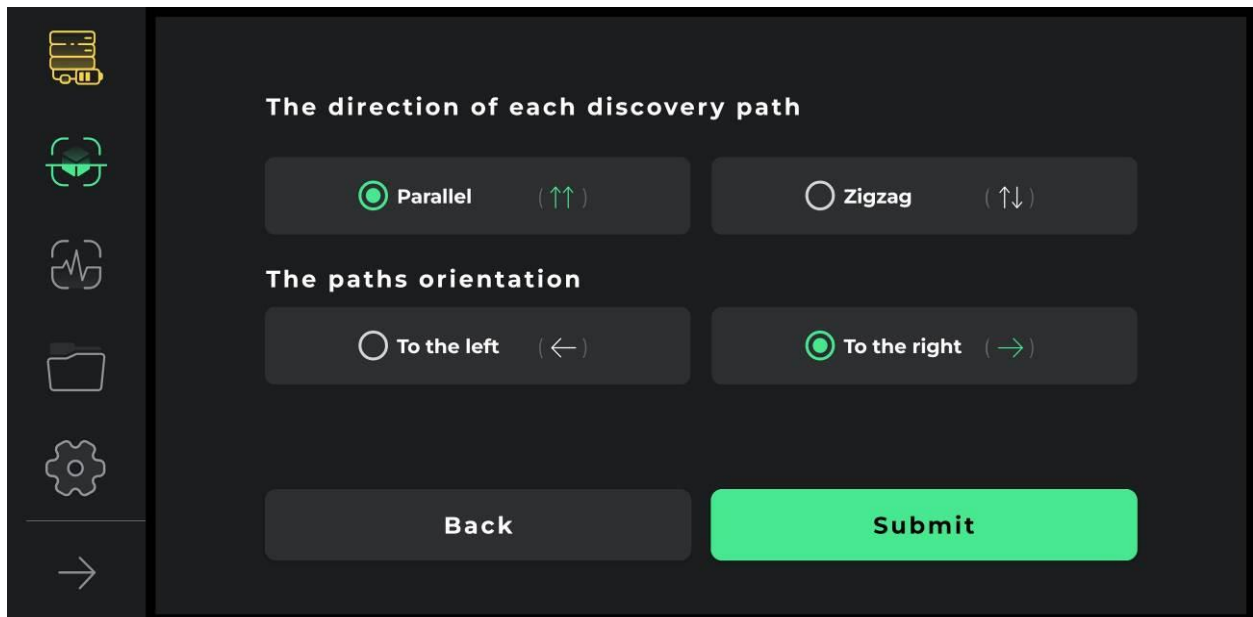 The direction of each discovery path
Parallel (↑↑)
Zigzag (↑↓)
The paths orientation
To the left (←)
To the right (→)
Back
Submit